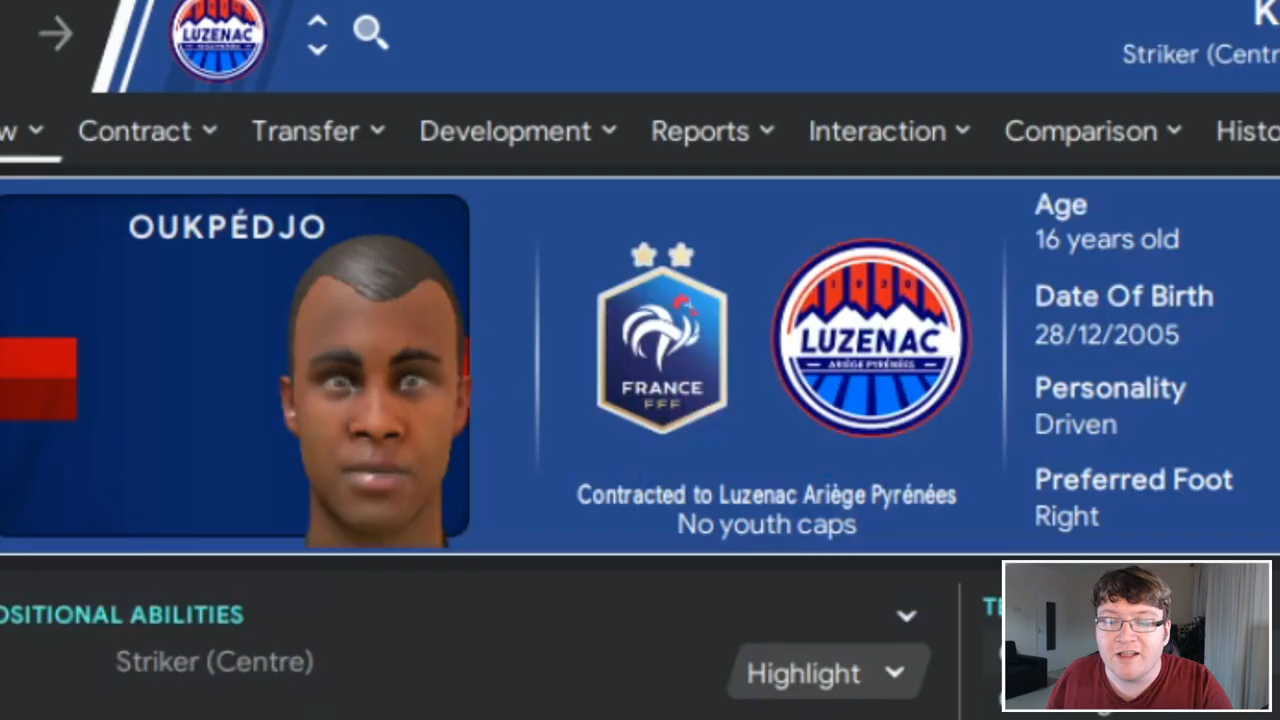 LUZENAC
K
Striker (Centr
w
Contract
Transfer
Development
Reports
Interaction
Comparison
Histo
OUKPÉDJO
FRANCE
FFF
LUZENAC
ARIÈGE PYRÉNÉES
Contracted to Luzenac Ariège Pyrénées
No youth caps
Age
16 years old
Date Of Birth
28/12/2005
Personality
Driven
Preferred Foot
Right
OSITIONAL ABILITIES
Striker (Centre)
Highlight
TE